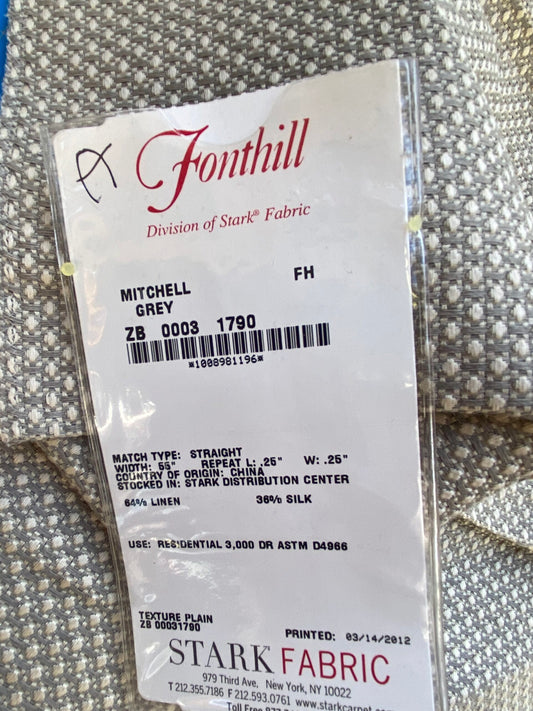 Fonthill
Division of Stark® Fabric
MITCHELL FH
GREY
ZB 0003 1790
*1008981196*
MATCH TYPE: STRAIGHT
WIDTH: 55" REPEAT L: .25" W: .25"
COUNTRY OF ORIGIN: CHINA
STOCKED IN: STARK DISTRIBUTION CENTER
64% LINEN 36% SILK
USE: RESIDENTIAL 3,000 DR ASTM D4966
TEXTURE PLAIN
ZB 00031790
PRINTED: 03/14/2012
STARK® FABRIC
979 Third Ave, New York, NY 10022
T 212.355.7186 F 212.593.0761 www.starkcarpet.com
Toll Free 877